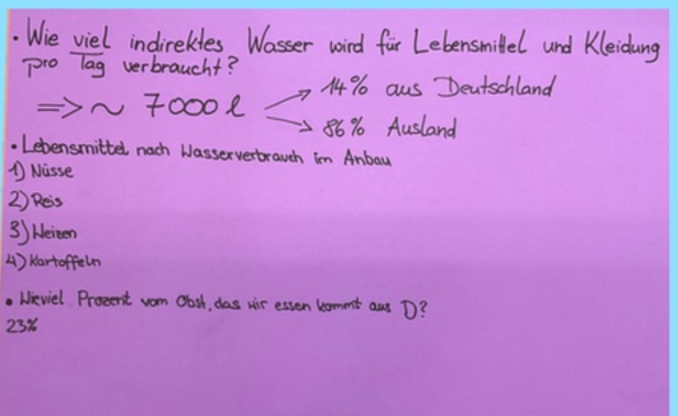 • Wie viel indirektes Wasser wird für Lebensmittel und Kleidung
pro Tag verbraucht?
=> ~ 7000 l → 14% aus Deutschland
→ 86% Ausland
• Lebensmittel nach Wasserverbrauch im Anbau
1) Nüsse
2) Reis
3) Weizen
4) Kartoffeln
• Wieviel Prozent vom Obst, das wir essen kommt aus D?
23%